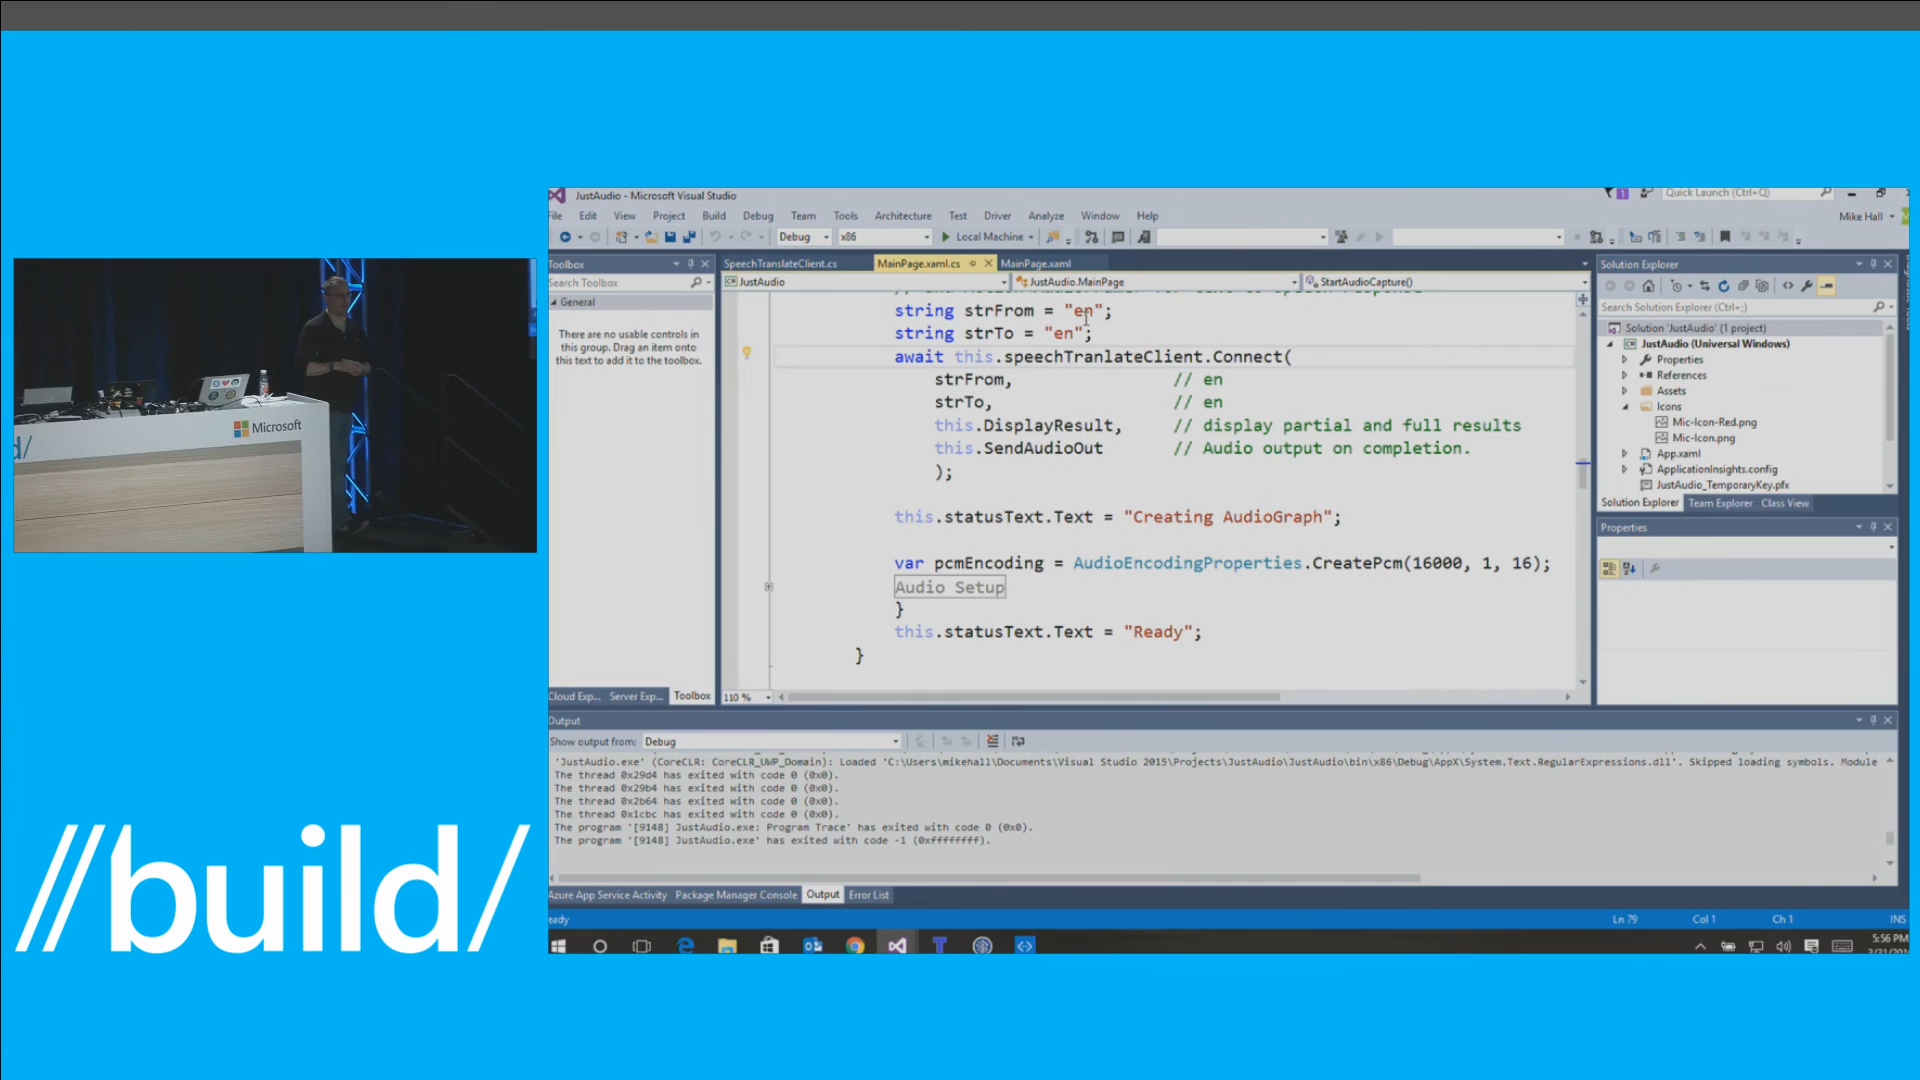 JustAudio - Microsoft Visual Studio
1
Quick Launch (Ctrl+Q)
File Edit View Project Build Debug Team Tools Architecture Test Driver Analyze Window Help
Mike Hall
Debug
x86
Local Machine
Toolbox
Search Toolbox
General
There are no usable controls in
this group. Drag an item onto
this text to add it to the toolbox.
Cloud Exp... Server Exp... Toolbox
SpeechTranslateClient.cs
MainPage.xaml.cs
MainPage.xaml
JustAudio
JustAudio.MainPage
StartAudioCapture()
string strFrom = "en";
string strTo = "en";
await this.speechTranlateClient.Connect(
strFrom, // en
strTo, // en
this.DisplayResult, // display partial and full results
this.SendAudioOut // Audio output on completion.
);
this.statusText.Text = "Creating AudioGraph";
var pcmEncoding = AudioEncodingProperties.CreatePcm(16000, 1, 16);
Audio Setup
}
this.statusText.Text = "Ready";
}
110 %
Solution Explorer
Search Solution Explorer (Ctrl+;)
Solution 'JustAudio' (1 project)
JustAudio (Universal Windows)
Properties
References
Assets
Icons
Mic-Icon-Red.png
Mic-Icon.png
App.xaml
ApplicationInsights.config
JustAudio_TemporaryKey.pfx
Solution Explorer Team Explorer Class View
Properties
Output
Show output from: Debug
'JustAudio.exe' (CoreCLR: CoreCLR_UWP_Domain): Loaded 'C:\Users\mikehall\Documents\Visual Studio 2015\Projects\JustAudio\JustAudio\bin\x86\Debug\AppX\System.Text.RegularExpressions.dll'. Skipped loading symbols. Module
The thread 0x29d4 has exited with code 0 (0x0).
The thread 0x29b4 has exited with code 0 (0x0).
The thread 0x2b64 has exited with code 0 (0x0).
The thread 0x1cbc has exited with code 0 (0x0).
The program '[9148] JustAudio.exe: Program Trace' has exited with code 0 (0x0).
The program '[9148] JustAudio.exe' has exited with code -1 (0xffffffff).
Azure App Service Activity Package Manager Console Output Error List
eady
Ln 79 Col 1 Ch 1 INS
5:56 PM
Microsoft
//build/